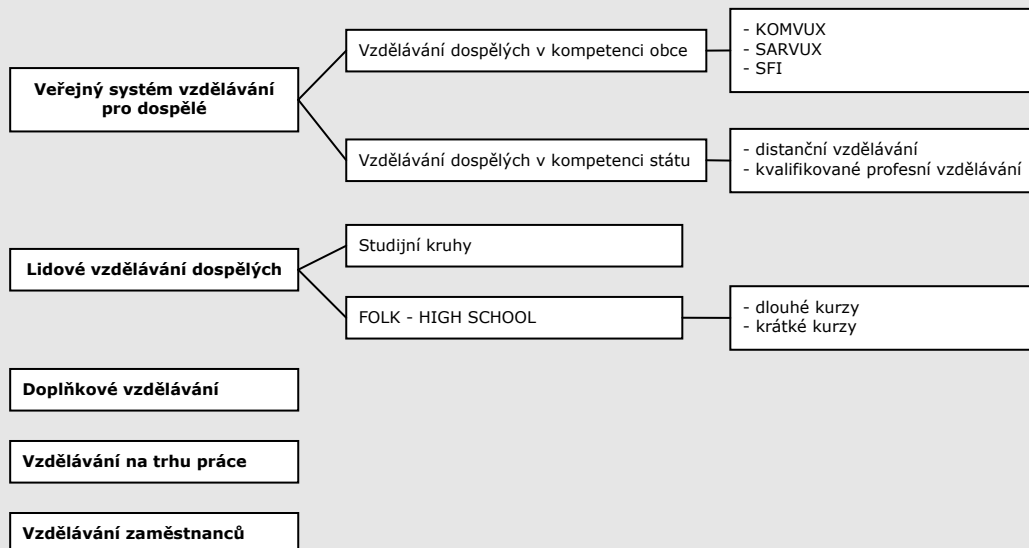 Veřejný systém vzdělávání
pro dospělé
Vzdělávání dospělých v kompetenci obce
- KOMVUX
- SARVUX
- SFI
Vzdělávání dospělých v kompetenci státu
- distanční vzdělávání
- kvalifikované profesní vzdělávání
Lidové vzdělávání dospělých
Studijní kruhy
FOLK - HIGH SCHOOL
- dlouhé kurzy
- krátké kurzy
Doplňkové vzdělávání
Vzdělávání na trhu práce
Vzdělávání zaměstnanců